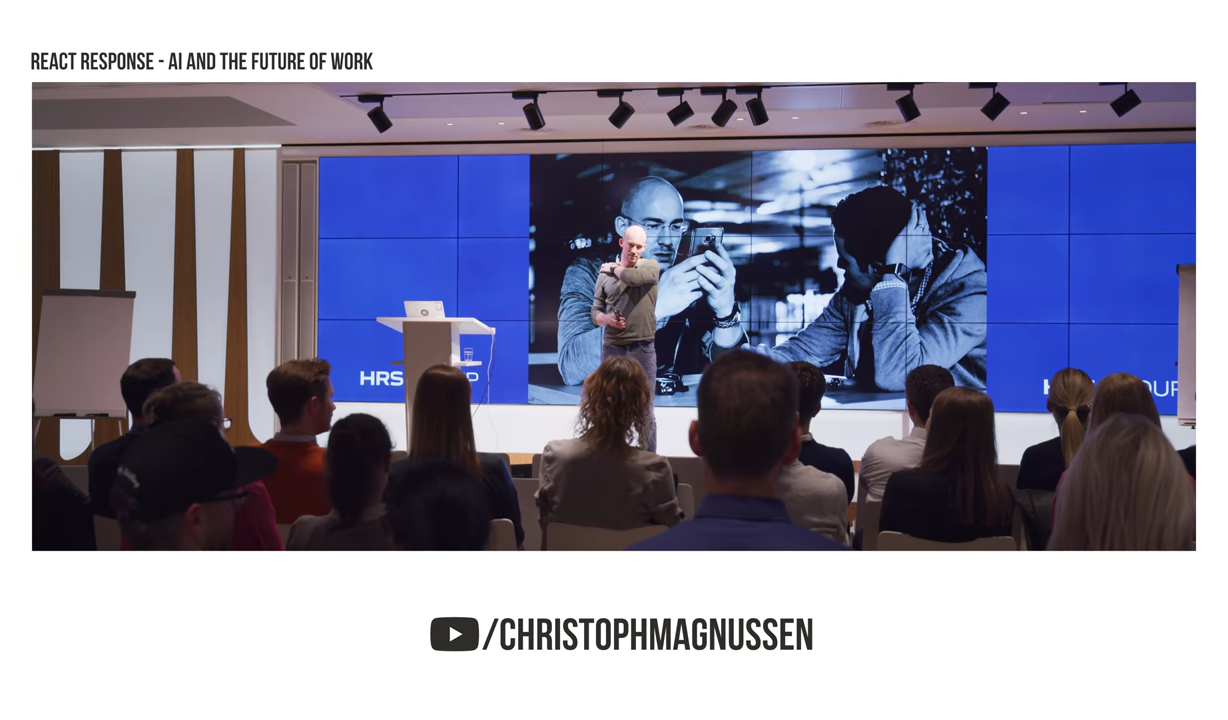 REACT RESPONSE - AI AND THE FUTURE OF WORK
HRS
/CHRISTOPHMAGNUSSEN